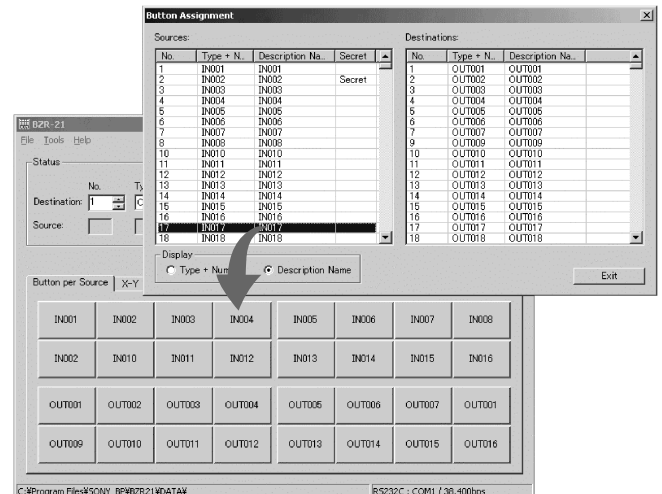 Button Assignment
Sources:
Destinations:
No. Type + N.. Description Na.. Secret
No. Type + N.. Description Na..
1 IN001 IN001
1 OUT001 OUT001
2 IN002 IN002 Secret
2 OUT002 OUT002
3 IN003 IN003
3 OUT003 OUT003
4 IN004 IN004
4 OUT004 OUT004
5 IN005 IN005
5 OUT005 OUT005
6 IN006 IN006
6 OUT006 OUT006
7 IN007 IN007
7 OUT007 OUT007
8 IN008 IN008
9 OUT008 OUT008
10 IN010 IN010
10 OUT010 OUT010
11 IN011 IN011
11 OUT011 OUT011
12 IN012 IN012
12 OUT012 OUT012
13 IN013 IN013
13 OUT013 OUT013
14 IN014 IN014
14 OUT014 OUT014
15 IN015 IN015
15 OUT015 OUT015
16 IN016 IN016
16 OUT016 OUT016
17 IN017 IN017
17 OUT017 OUT017
18 IN018 IN018
18 OUT018 OUT018
Display
Type + Num
Description Name
Exit
BZR-21
File Tools Help
Status
No. Ty
Destination: 1
Source:
Button per Source X-Y
IN001 IN002 IN003 IN004 IN005 IN006 IN007 IN008
IN002 IN010 IN011 IN012 IN013 IN014 IN015 IN016
OUT001 OUT002 OUT003 OUT004 OUT005 OUT006 OUT007 OUT001
OUT009 OUT010 OUT011 OUT012 OUT013 OUT014 OUT015 OUT016
C:¥Program Files¥SONY_BP¥BZR21¥DATA¥
RS232C : COM1 / 38,400bps